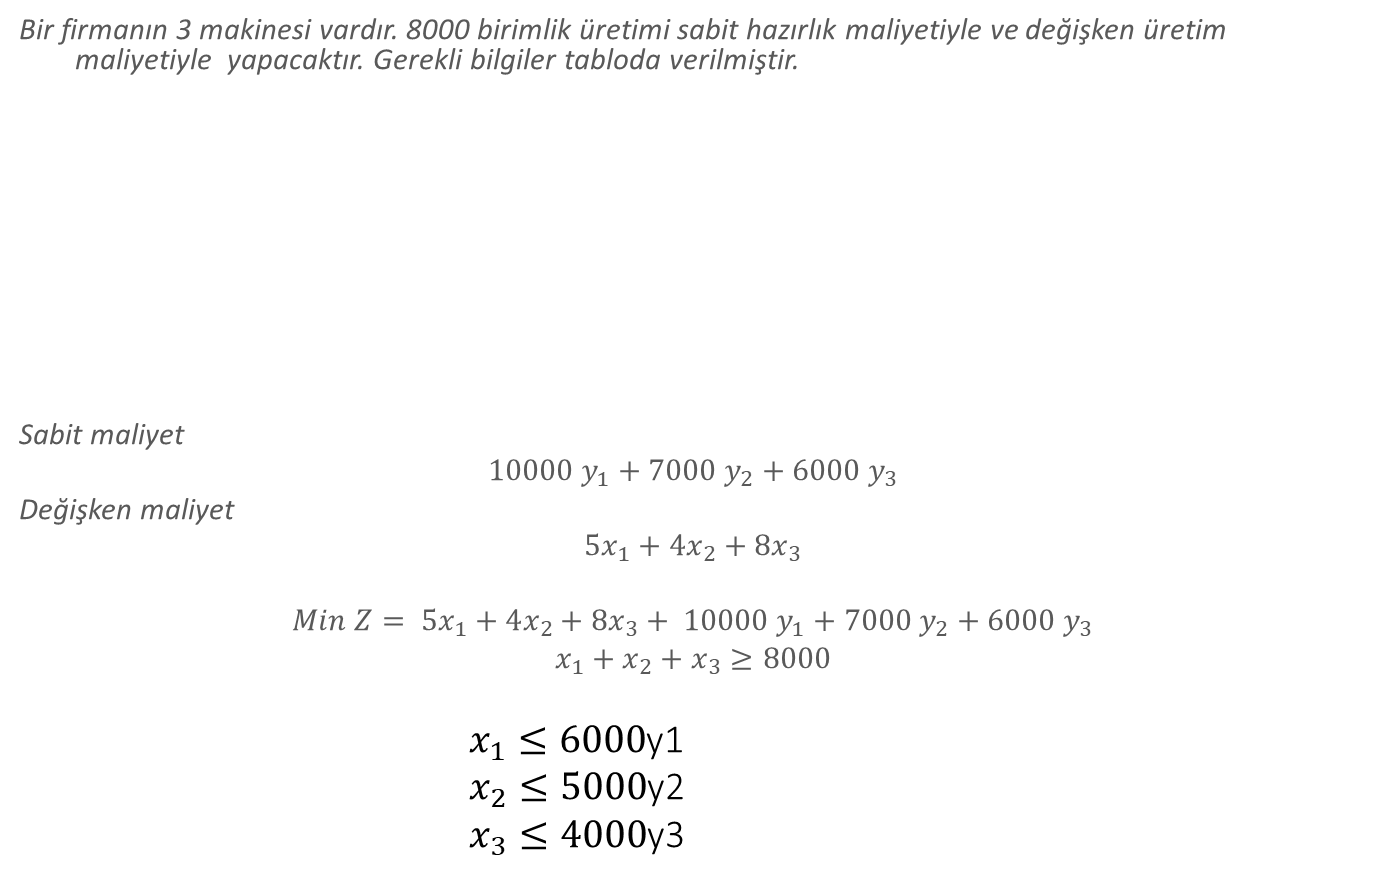 Bir firmanın 3 makinesi vardır. 8000 birimlik üretimi sabit hazırlık maliyetiyle ve değişken üretim
maliyetiyle yapacaktır. Gerekli bilgiler tabloda verilmiştir.
Sabit maliyet
10000 y₁ + 7000 y₂ + 6000 y₃
Değişken maliyet
5x₁ + 4x₂ + 8x₃
Min Z = 5x₁ + 4x₂ + 8x₃ + 10000 y₁ + 7000 y₂ + 6000 y₃
x₁ + x₂ + x₃ ≥ 8000
x₁ ≤ 6000y1
x₂ ≤ 5000y2
x₃ ≤ 4000y3